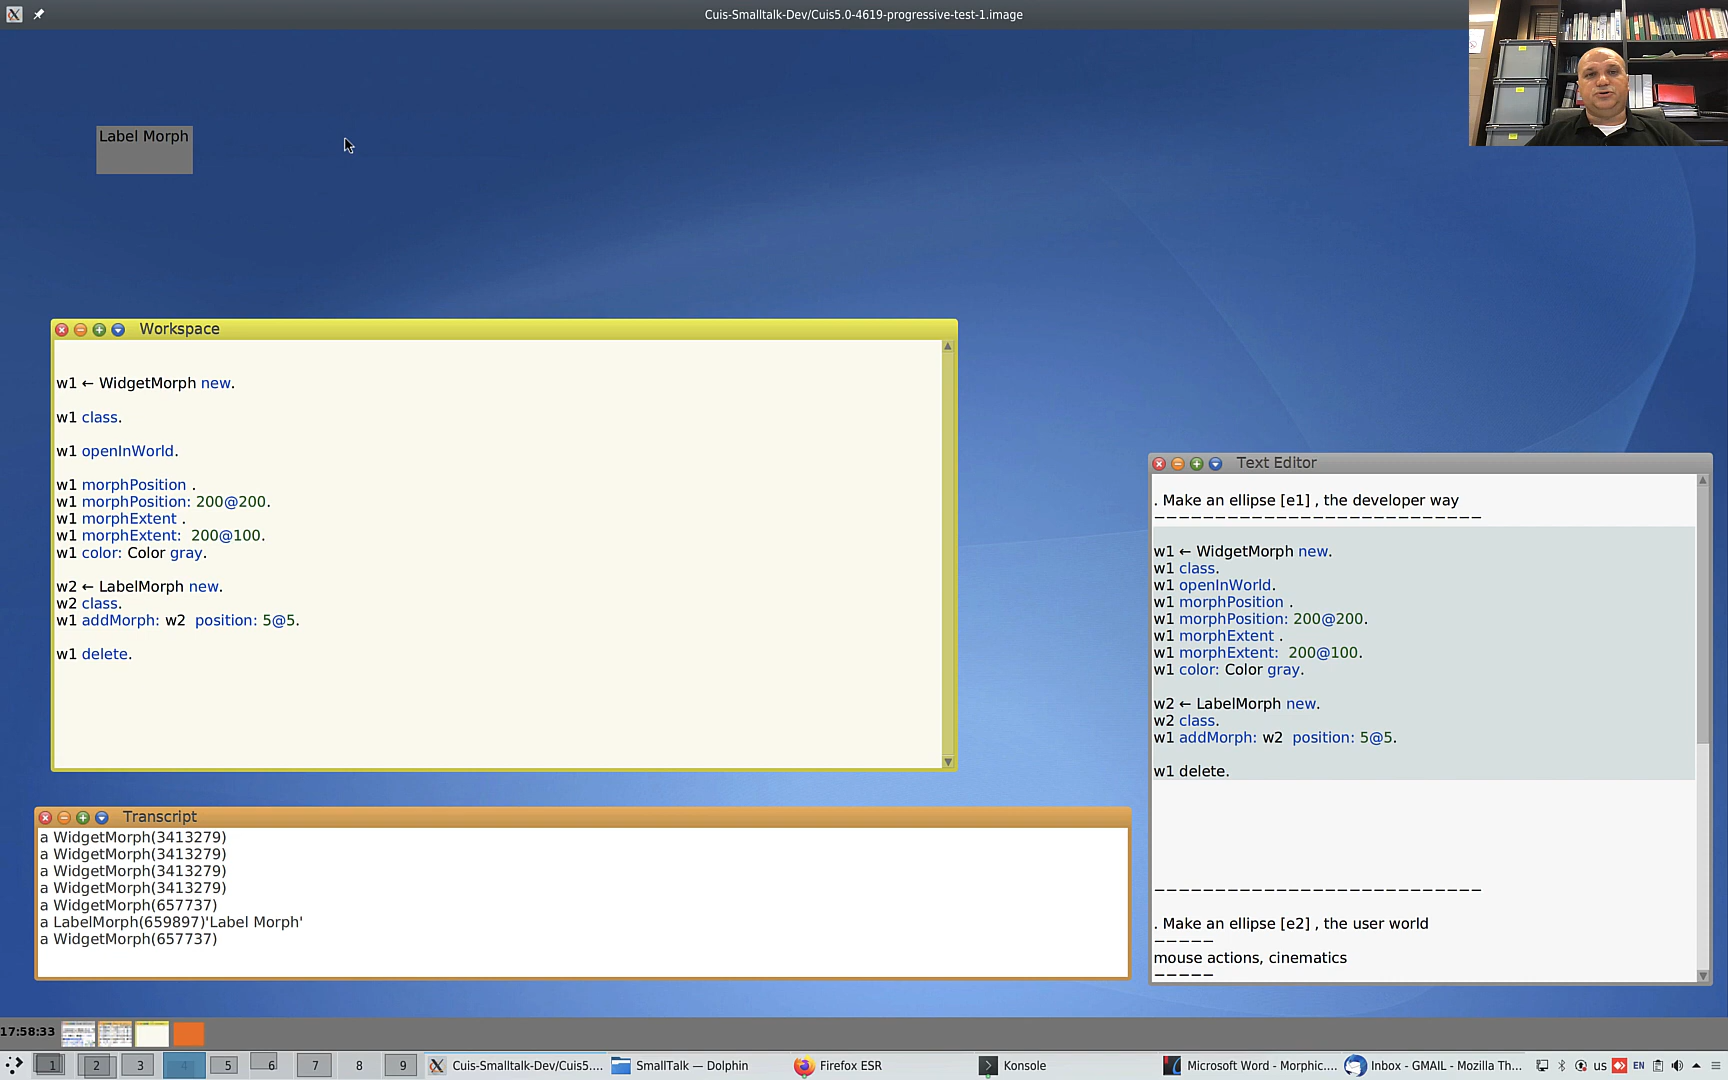 Cuis-Smalltalk-Dev/Cuis5.0-4619-progressive-test-1.image
Label Morph
Workspace
w1 ← WidgetMorph new.
w1 class.
w1 openInWorld.
w1 morphPosition .
w1 morphPosition: 200@200.
w1 morphExtent .
w1 morphExtent:  200@100.
w1 color: Color gray.
w2 ← LabelMorph new.
w2 class.
w1 addMorph: w2  position: 5@5.
w1 delete.
Text Editor
. Make an ellipse [e1] , the developer way
---------------------------
w1 ← WidgetMorph new.
w1 class.
w1 openInWorld.
w1 morphPosition .
w1 morphPosition: 200@200.
w1 morphExtent .
w1 morphExtent:  200@100.
w1 color: Color gray.
w2 ← LabelMorph new.
w2 class.
w1 addMorph: w2  position: 5@5.
w1 delete.
---------------------------
. Make an ellipse [e2] , the user world
-----
mouse actions, cinematics
-----
Transcript
a WidgetMorph(3413279)
a WidgetMorph(3413279)
a WidgetMorph(3413279)
a WidgetMorph(3413279)
a WidgetMorph(657737)
a LabelMorph(659897)'Label Morph'
a WidgetMorph(657737)
17:58:33
1 2 3 4 5 6 7 8 9 Cuis-Smalltalk-Dev/Cuis5.... SmallTalk — Dolphin Firefox ESR Konsole Microsoft Word - Morphic.... Inbox - GMAIL - Mozilla Th... us EN